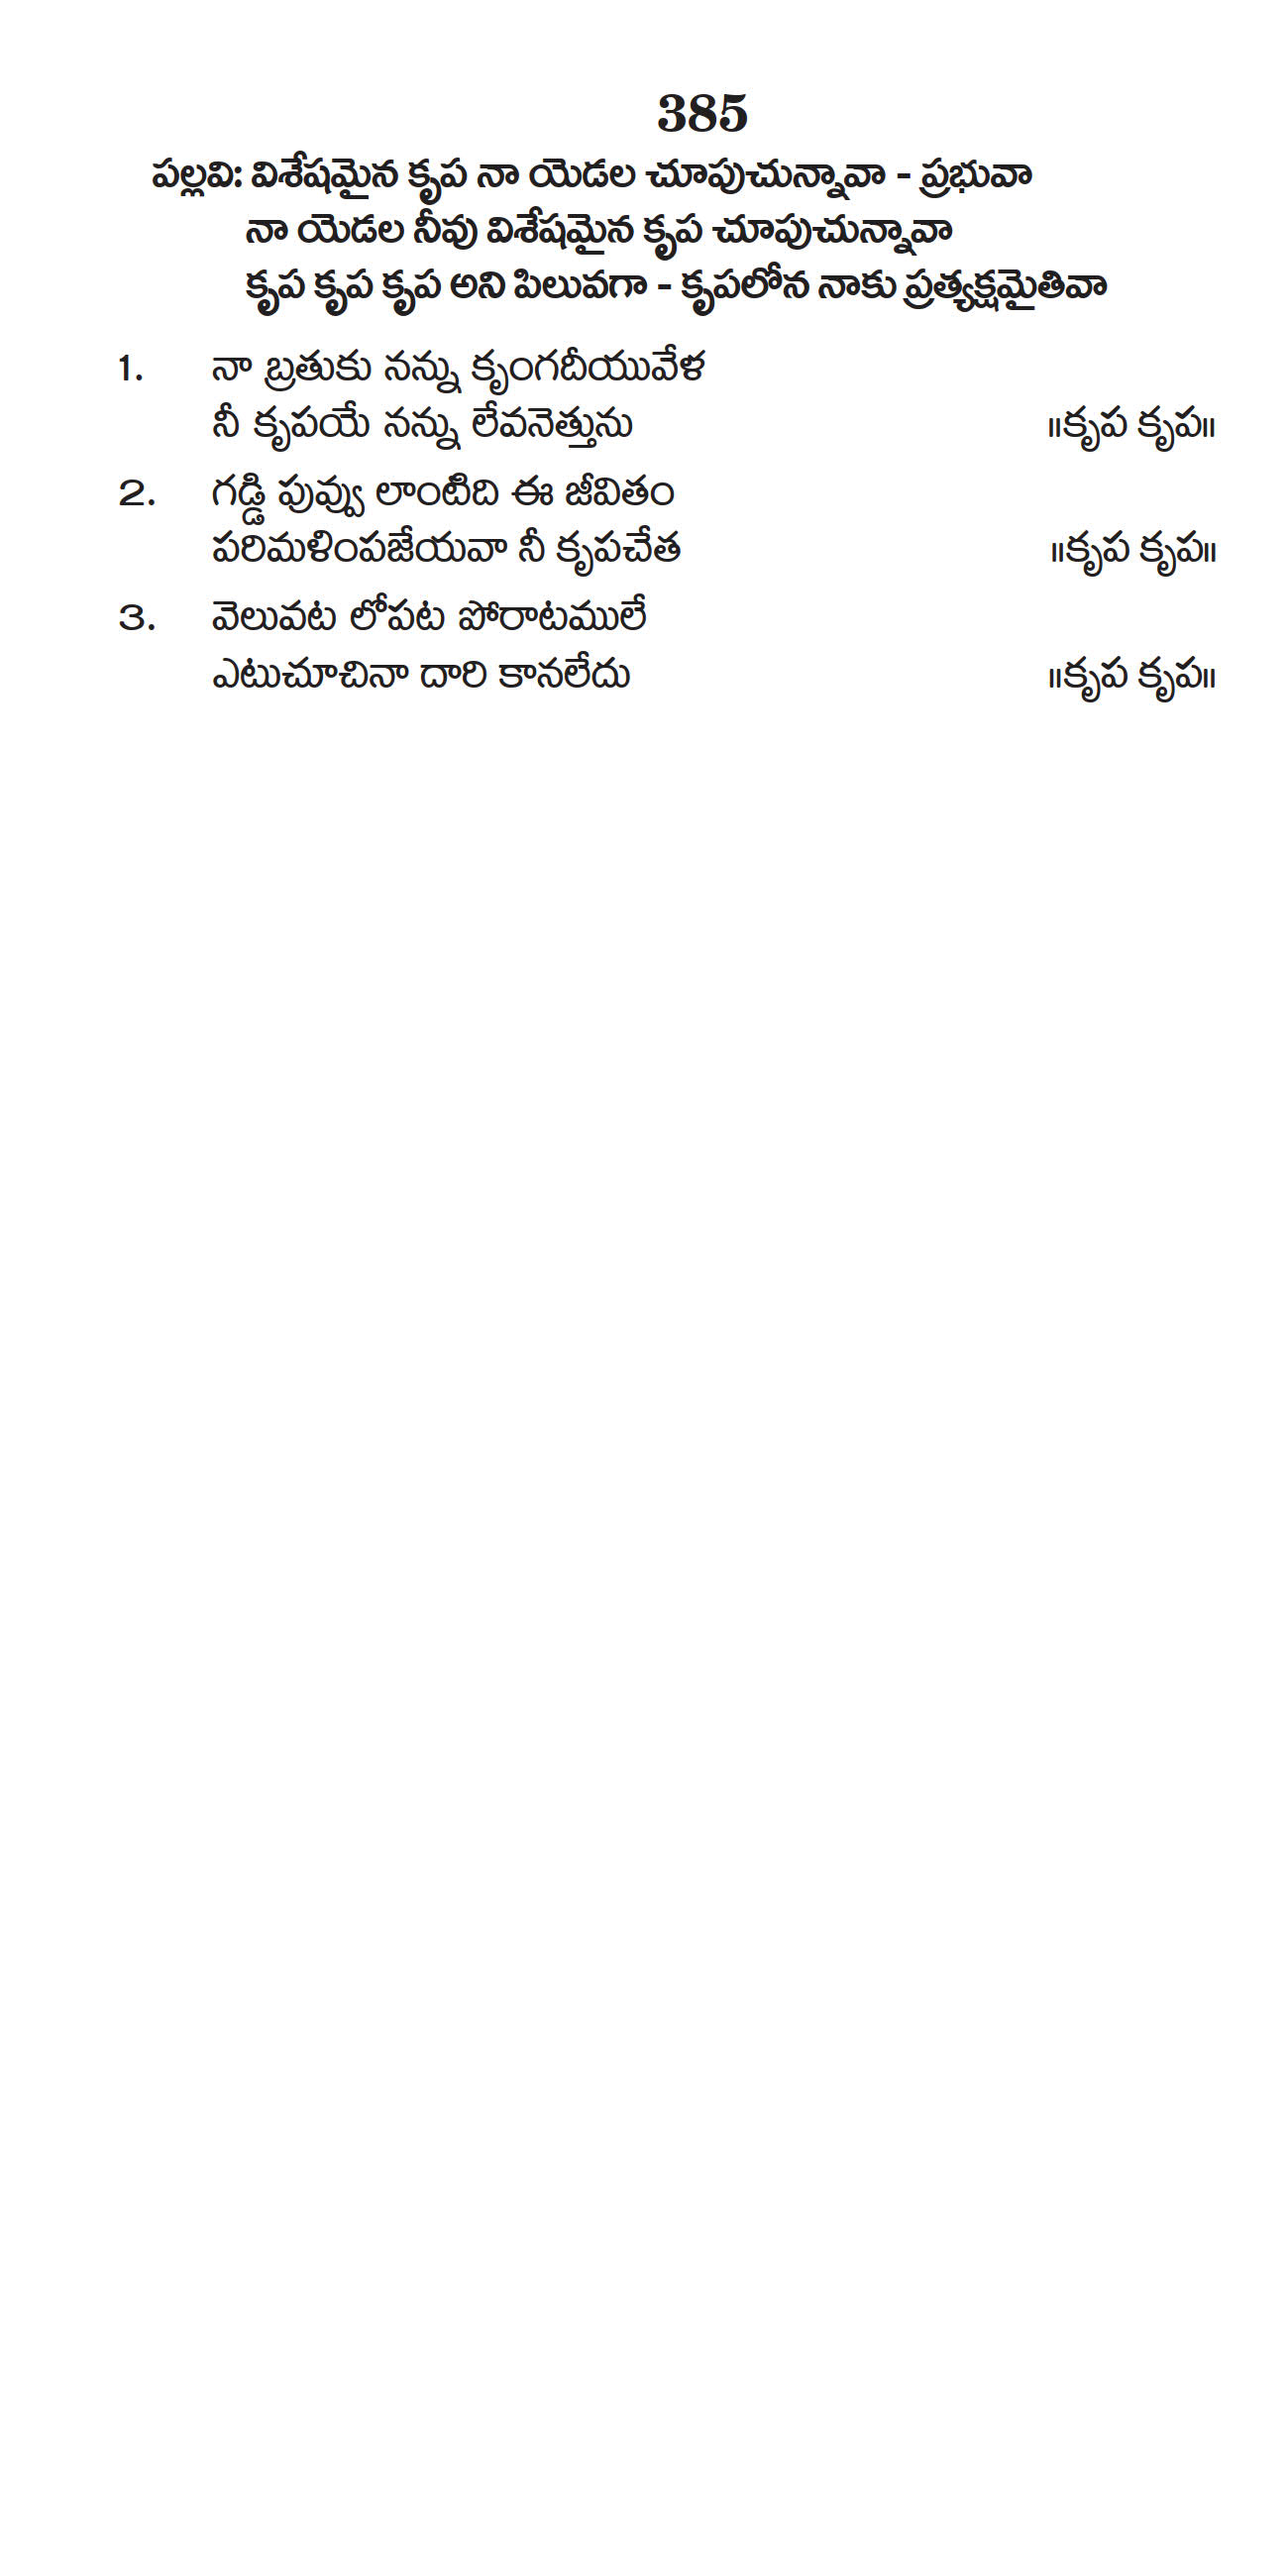 385
పల్లవి: విశేషమైన కృప నా యెడల చూపుచున్నావా - ప్రభువా
నా యెడల నీవు విశేషమైన కృప చూపుచున్నావా
కృప కృప కృప అని పిలువగా - కృపలోన నాకు ప్రత్యక్షమైతివా
1. నా బ్రతుకు నన్ను కృంగదీయువేళ
నీ కృపయే నన్ను లేవనెత్తును ॥కృప కృప॥
2. గడ్డి పువ్వు లాంటిది ఈ జీవితం
పరిమళింపజేయవా నీ కృపచేత ॥కృప కృప॥
3. వెలువట లోపట పోరాటములే
ఎటుచూచినా దారి కానలేదు ॥కృప కృప॥